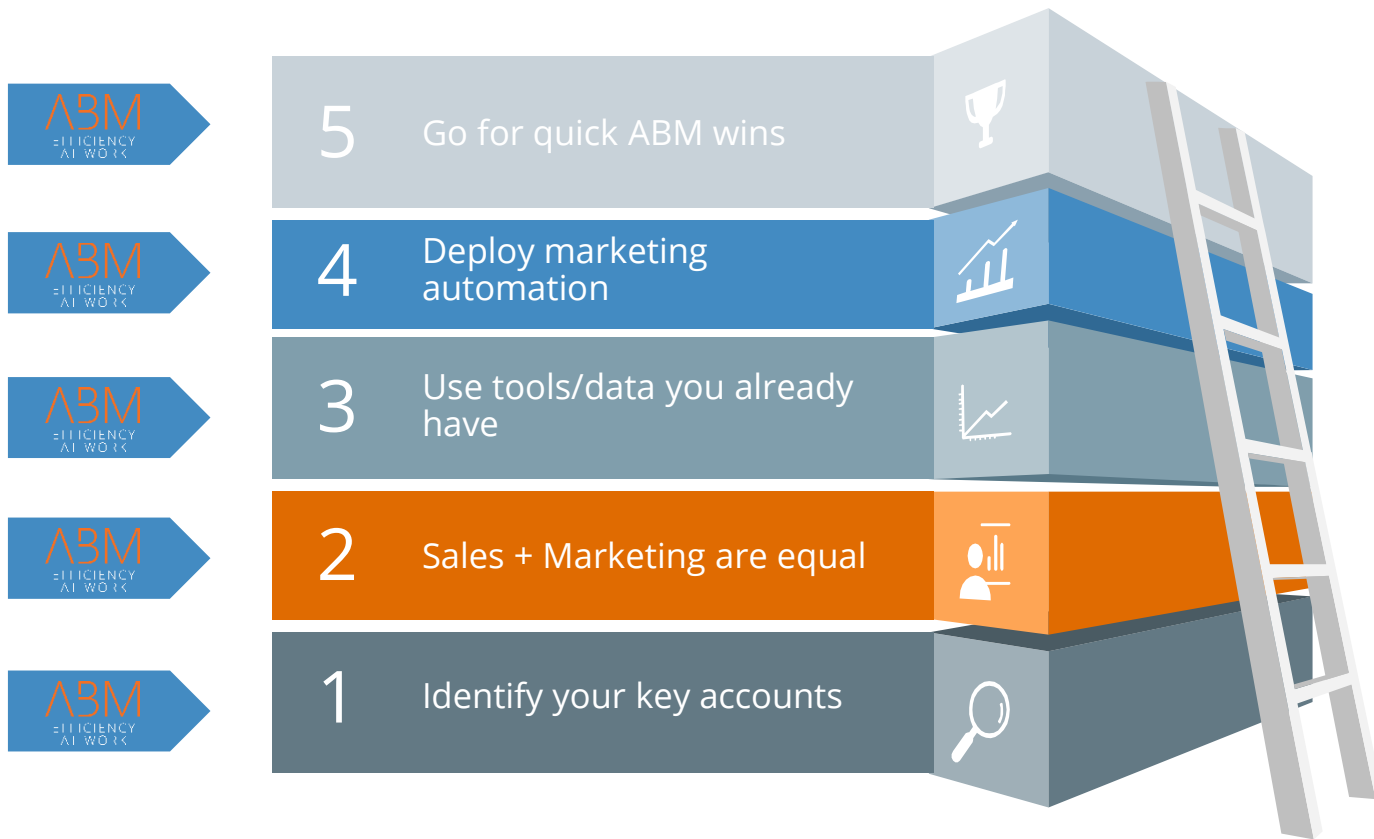 ABM
EFFICIENCY
AT WORK
5
Go for quick ABM wins
ABM
EFFICIENCY
AT WORK
4
Deploy marketing
automation
ABM
EFFICIENCY
AT WORK
3
Use tools/data you already
have
ABM
EFFICIENCY
AT WORK
2
Sales + Marketing are equal
ABM
EFFICIENCY
AT WORK
1
Identify your key accounts